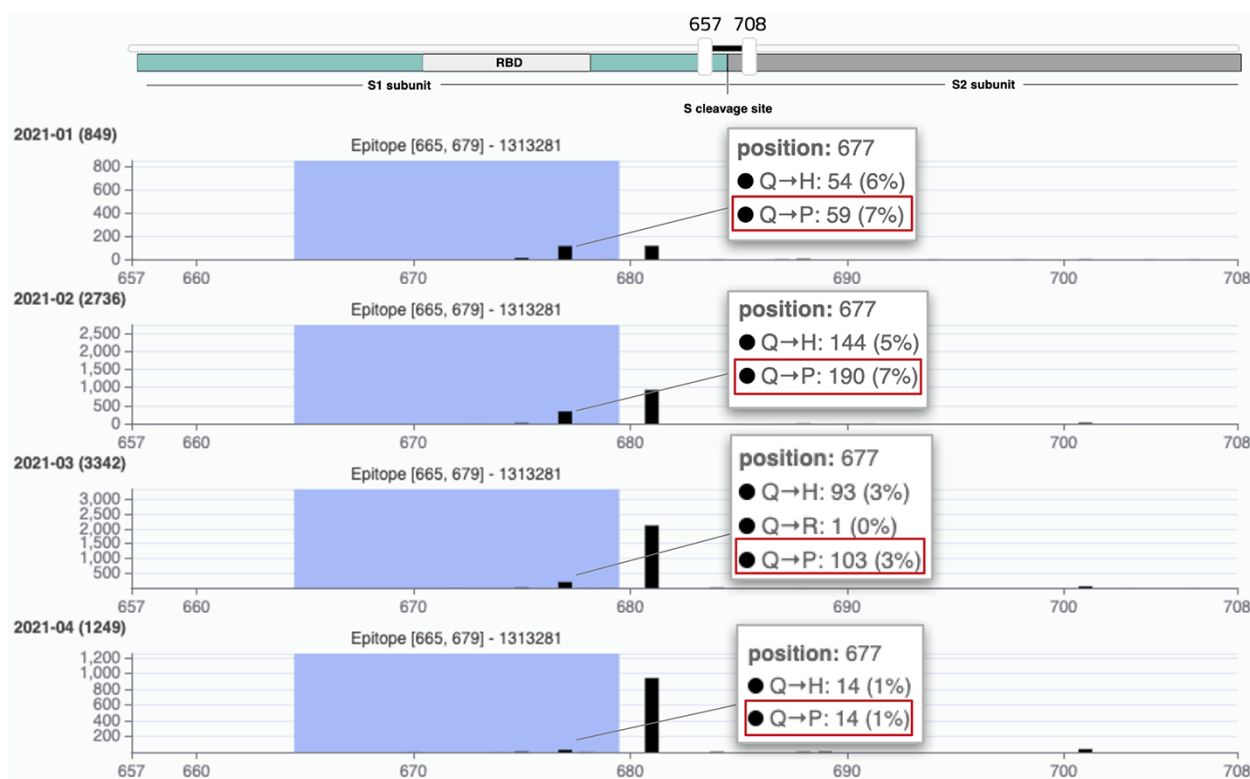 657 708
RBD
S1 subunit S2 subunit
S cleavage site
2021-01 (849)
Epitope [665, 679] - 1313281
800
600
400
200
0
657 660 670 680 690 700 708
position: 677
Q→H: 54 (6%)
Q→P: 59 (7%)
2021-02 (2736)
Epitope [665, 679] - 1313281
2,500
2,000
1,500
1,000
500
0
657 660 670 680 690 700 708
position: 677
Q→H: 144 (5%)
Q→P: 190 (7%)
2021-03 (3342)
Epitope [665, 679] - 1313281
3,000
2,500
2,000
1,500
1,000
500
657 660 670 680 690 700 708
position: 677
Q→H: 93 (3%)
Q→R: 1 (0%)
Q→P: 103 (3%)
2021-04 (1249)
Epitope [665, 679] - 1313281
1,200
1,000
800
600
400
200
657 660 670 680 690 700 708
position: 677
Q→H: 14 (1%)
Q→P: 14 (1%)